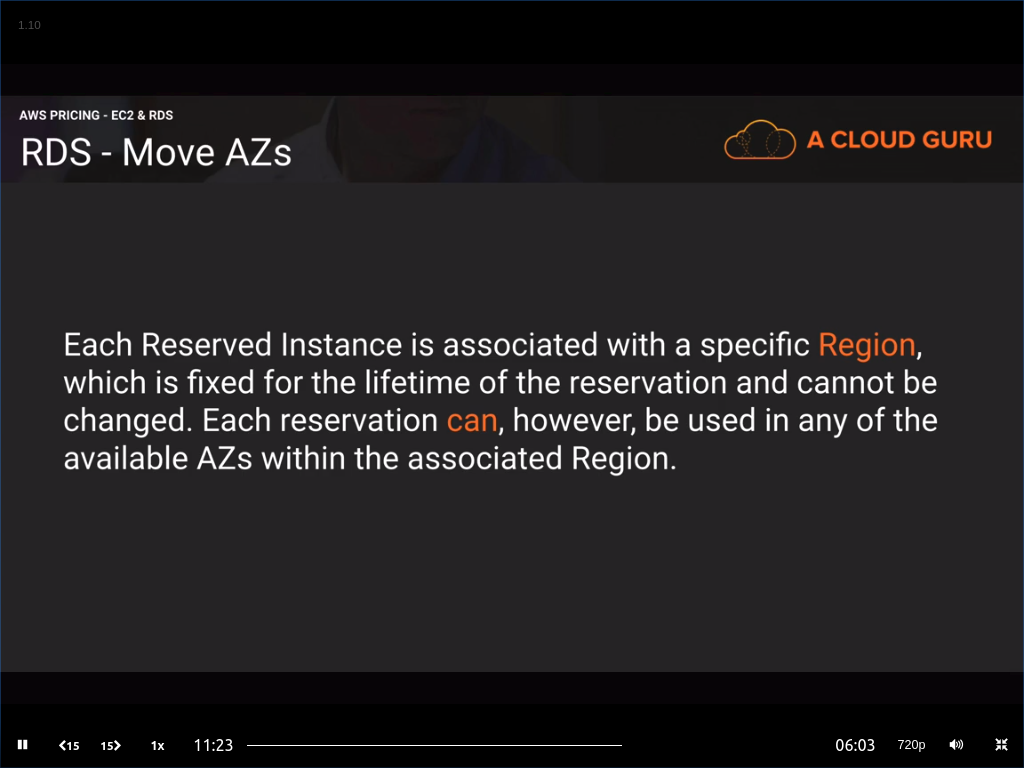 1.10
AWS PRICING - EC2 & RDS
RDS - Move AZs
A CLOUD GURU
Each Reserved Instance is associated with a specific Region,
which is fixed for the lifetime of the reservation and cannot be
changed. Each reservation can, however, be used in any of the
available AZs within the associated Region.
15 15 1x 11:23 06:03 720p